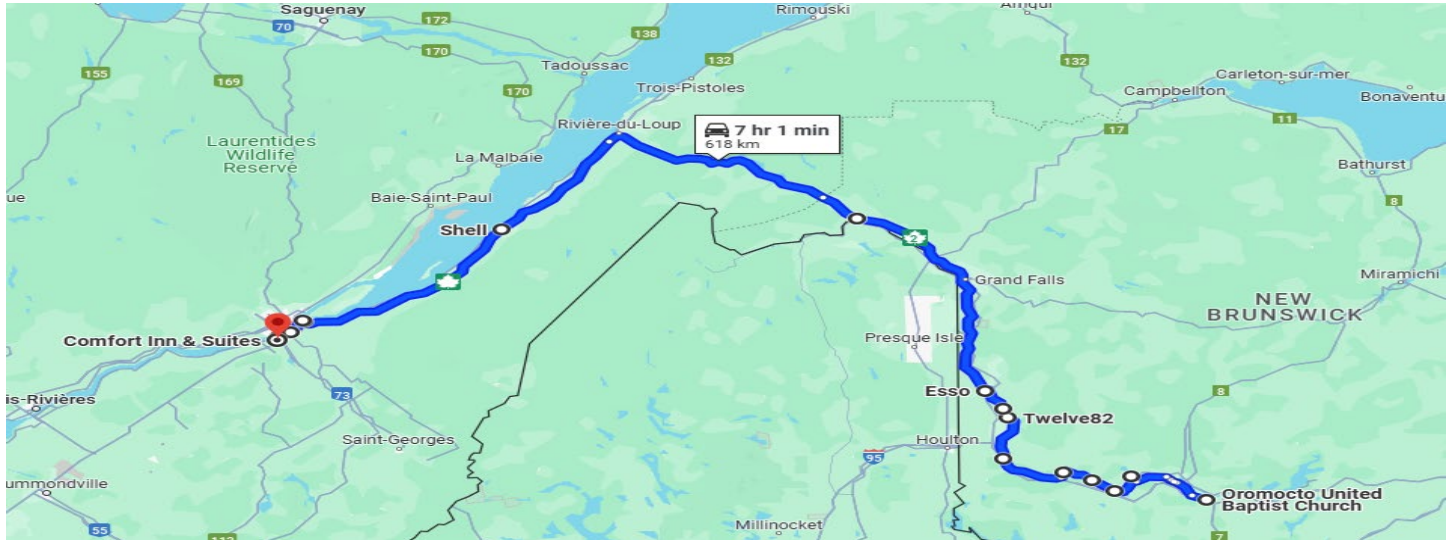 Saguenay
Rimouski
Amqui
172
70
138
132
170
Tadoussac
155
169
Trois-Pistoles
132
Carleton-sur-mer
170
Campbellton
Bonaventu
Rivière-du-Loup
7 hr 1 min
618 km
17
11
Laurentides
Wildlife
Reserve
La Malbaie
Bathurst
ue
Baie-Saint-Paul
8
Shell
2
Grand Falls
Miramichi
NEW
BRUNSWICK
Comfort Inn & Suites
Presque Isle
is-Rivières
73
Esso
8
Twelve82
Saint-Georges
Houlton
95
ummondville
Oromocto United
Baptist Church
55
Millinocket
7